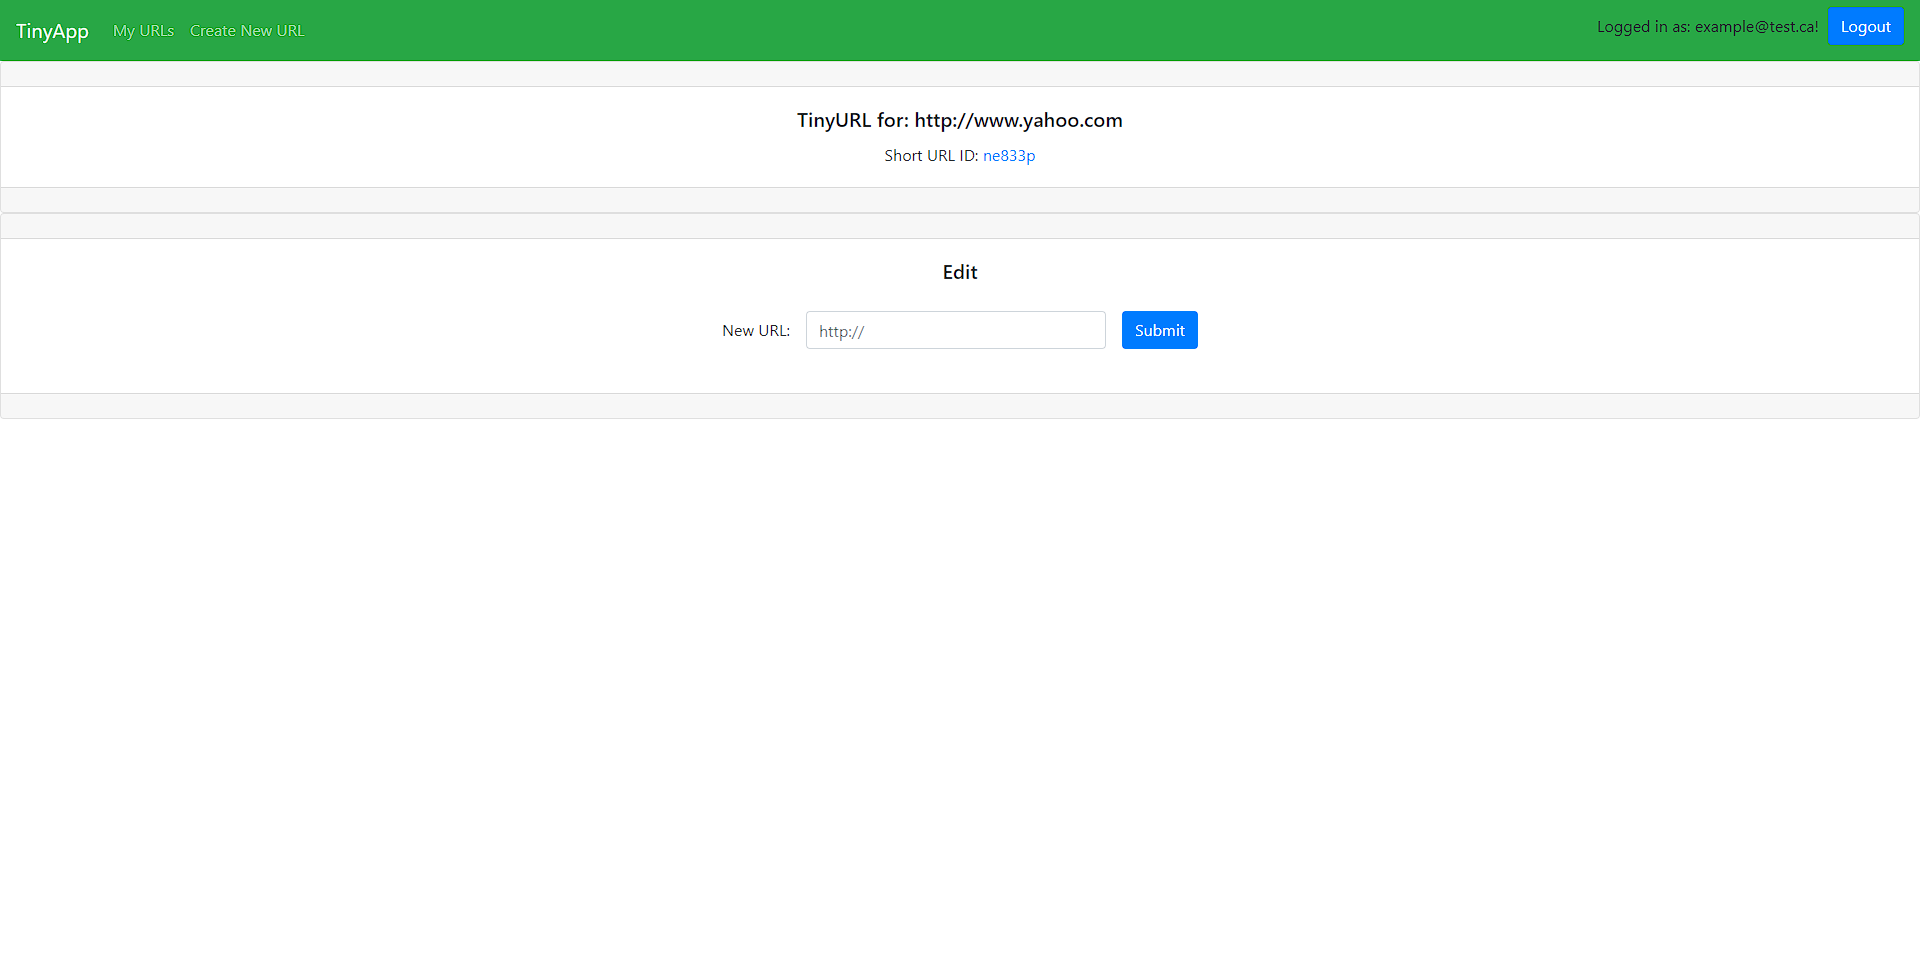 TinyApp My URLs Create New URL Logged in as: example@test.ca! Logout
TinyURL for: http://www.yahoo.com
Short URL ID: ne833p
Edit
New URL: http:// Submit